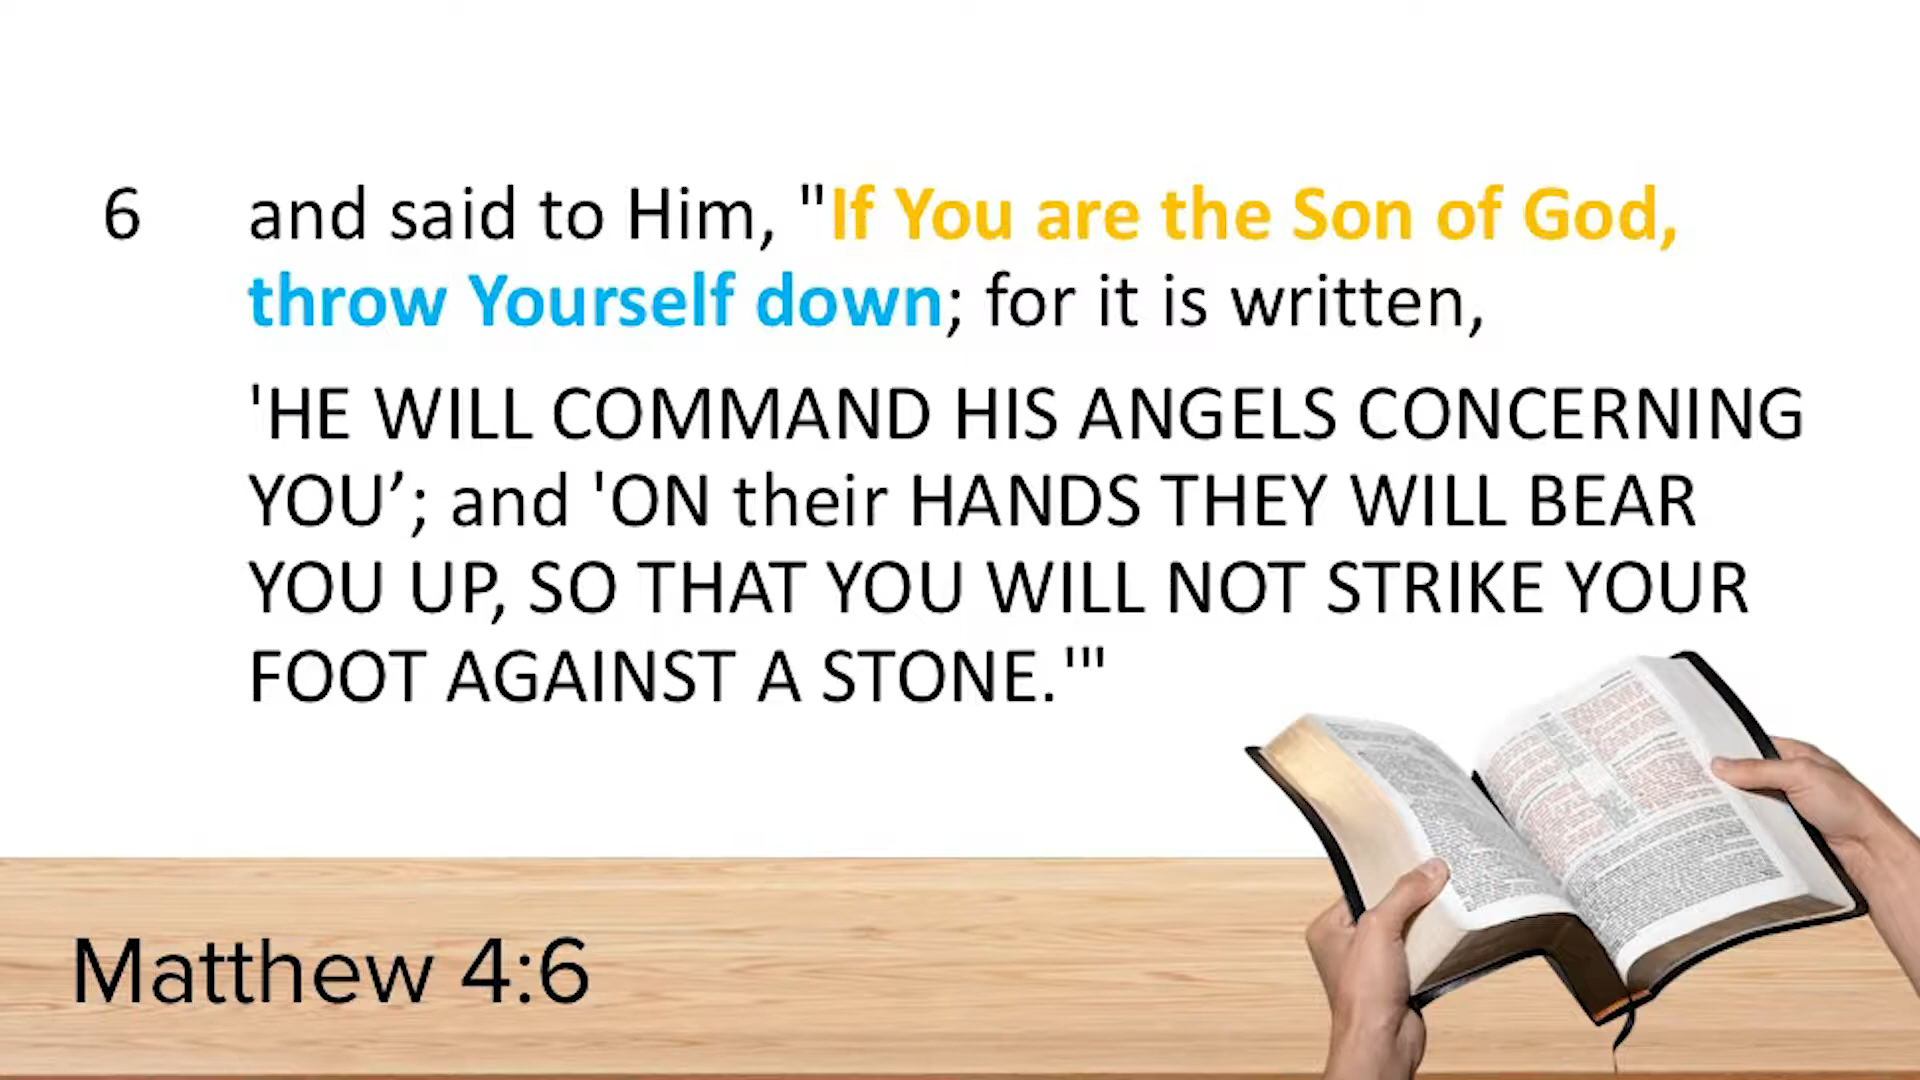 6 and said to Him, "If You are the Son of God,
throw Yourself down; for it is written,
'HE WILL COMMAND HIS ANGELS CONCERNING
YOU’; and 'ON their HANDS THEY WILL BEAR
YOU UP, SO THAT YOU WILL NOT STRIKE YOUR
FOOT AGAINST A STONE.'"
Matthew 4:6